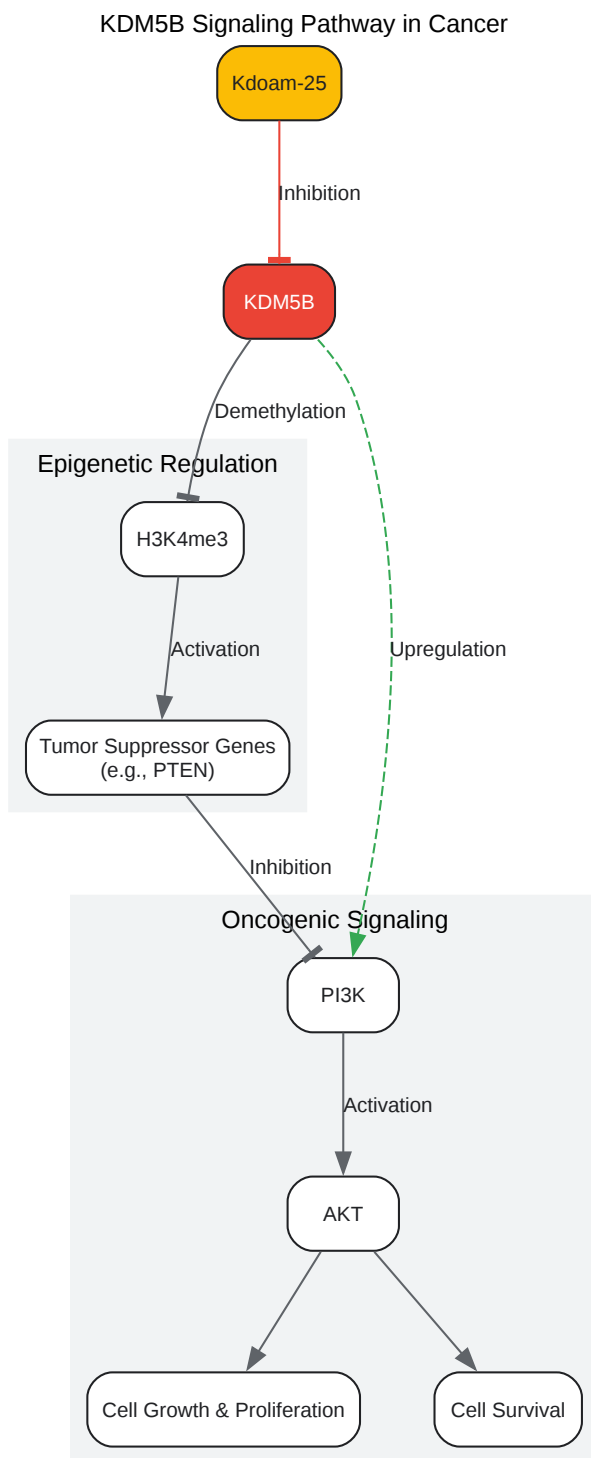 KDM5B Signaling Pathway in Cancer
Kdoam-25
Inhibition
KDM5B
Demethylation
Epigenetic Regulation
H3K4me3
Activation
Upregulation
Tumor Suppressor Genes
(e.g., PTEN)
Inhibition
Oncogenic Signaling
PI3K
Activation
AKT
Cell Growth & Proliferation
Cell Survival